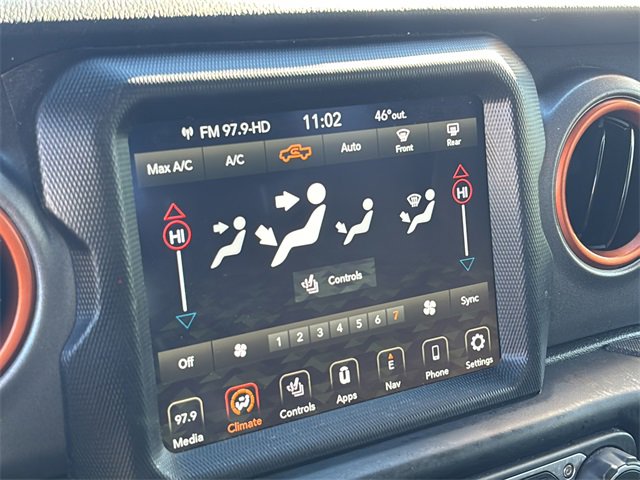 FM 97.9-HD 11:02 46°out.
Max A/C A/C Auto Front Rear
HI HI
Controls
Off 1 2 3 4 5 6 7 Sync
97.9 E
Media Climate Controls Apps Nav Phone Settings